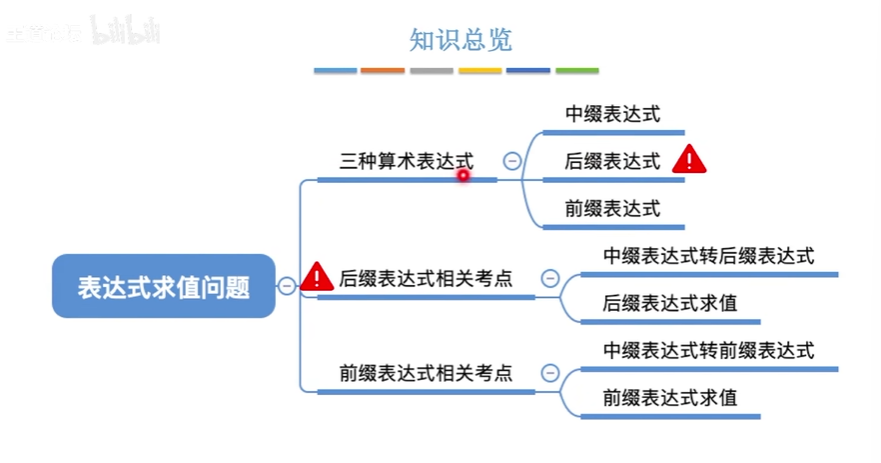 bilibili
知识总览
中缀表达式
三种算术表达式
后缀表达式
前缀表达式
中缀表达式转后缀表达式
表达式求值问题
后缀表达式相关考点
后缀表达式求值
中缀表达式转前缀表达式
前缀表达式相关考点
前缀表达式求值